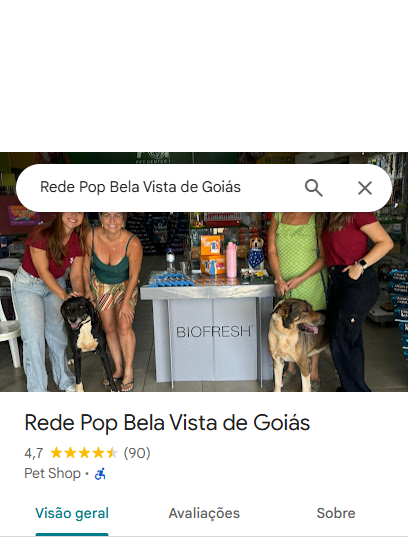 Rede Pop Bela Vista de Goiás
BIOFRESH
Rede Pop Bela Vista de Goiás
4,7 (90)
Pet Shop ·
Visão geral Avaliações Sobre